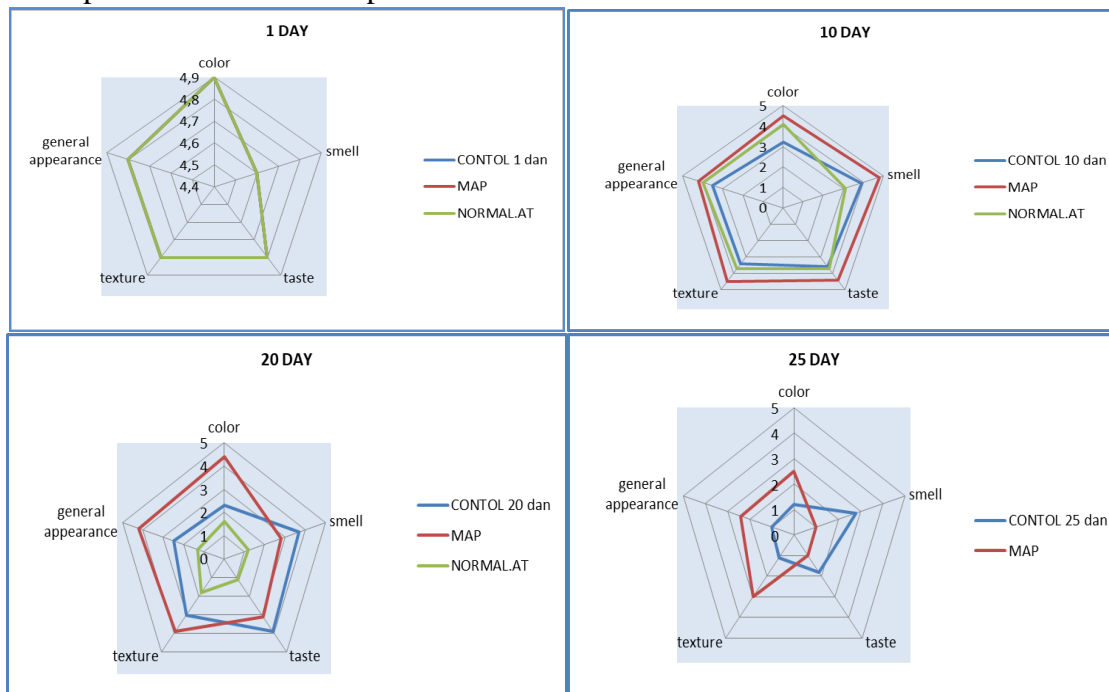 1 DAY
color
4,9
4,8
4,7
4,6
4,5
4,4
smell
taste
texture
general
appearance
CONTOL 1 dan
MAP
NORMAL.AT
10 DAY
color
5
4
3
2
1
0
smell
taste
texture
general
appearance
CONTOL 10 dan
MAP
NORMAL.AT
20 DAY
color
5
4
3
2
1
0
smell
taste
texture
general
appearance
CONTOL 20 dan
MAP
NORMAL.AT
25 DAY
color
5
4
3
2
1
0
smell
taste
texture
general
appearance
CONTOL 25 dan
MAP